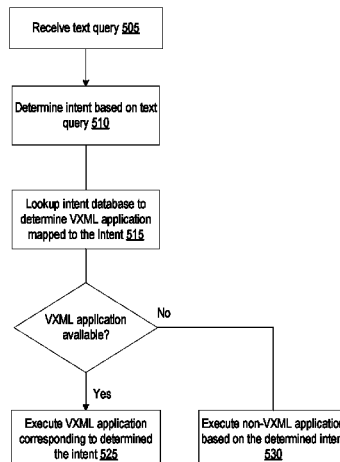 Receive text query 505
Determine intent based on text
query 510
Lookup intent database to
determine VXML application
mapped to the Intent 515
VXML application
available?
No
Yes
Execute VXML application
corresponding to determined
the intent 525
Execute non-VXML application
based on the determined intent
530